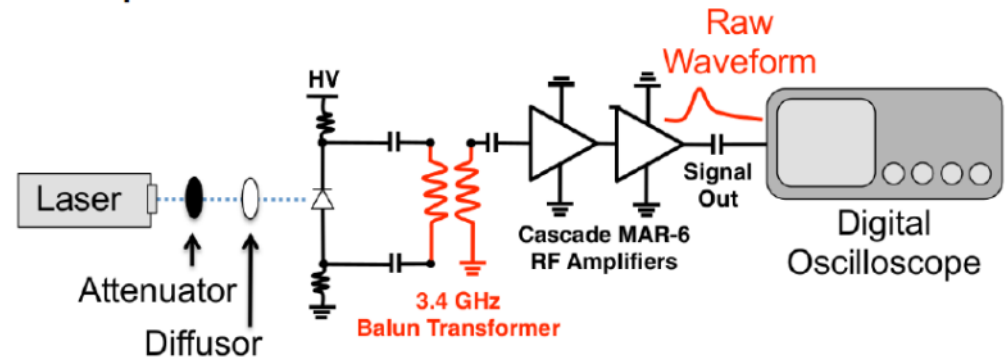 Raw
Waveform
HV
Laser
Signal
Out
Cascade MAR-6
RF Amplifiers
Digital
Oscilloscope
Attenuator
3.4 GHz
Balun Transformer
Diffusor